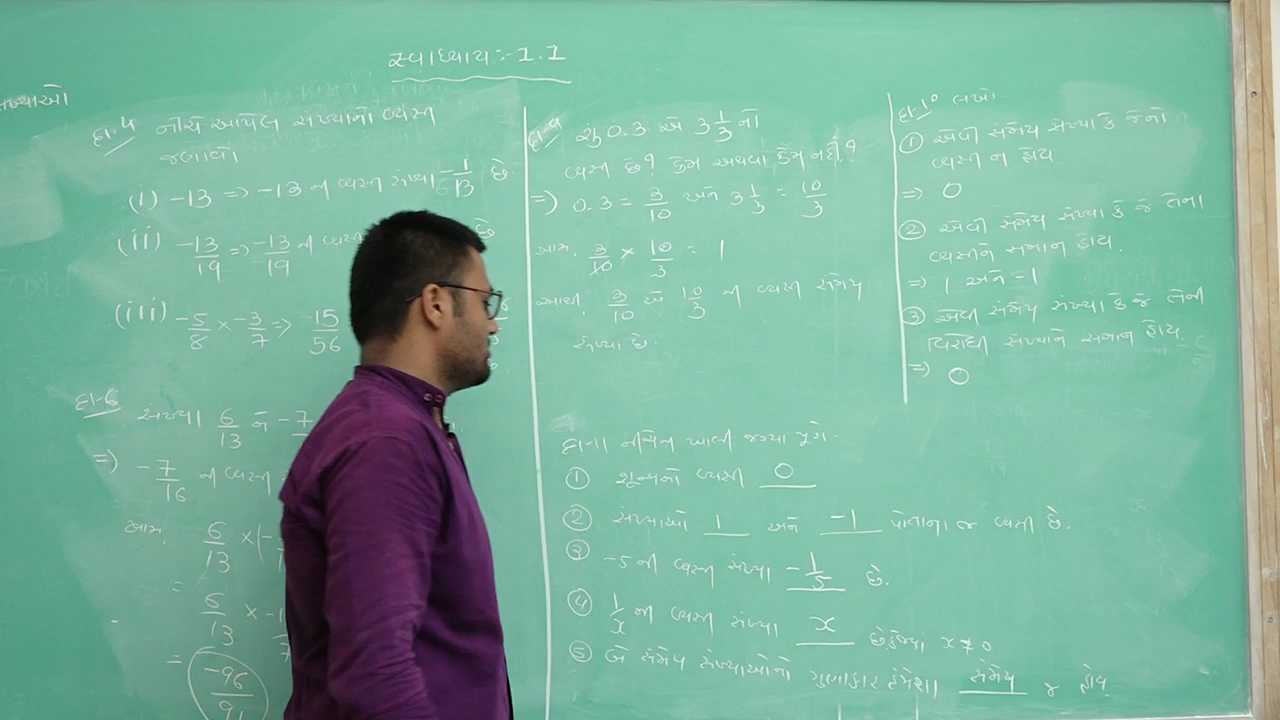 સ્વાધ્યાય :- 1.1
સંખ્યાઓ
દા-4 નીચે આપેલ સંખ્યાનો વ્યસ્ત
જણાવો
(i) -13 => -13 ની વ્યસ્ત સંખ્યા -1/13 છે.
(ii) -13/19 => -13/19 ની વ્યસ્ત છે
(iii) -5/8 × -3/7 => -15/56
દા-6 સંખ્યા 6/13 ને -7
=> -7/16 ની વ્યસ્ત
આમ, 6/13 × (-
= 6/13 × -1 7
= -96/91
દા-9 શું 0.3 એ 3 1/3 નો
વ્યસ્ત છે? કેમ અથવા કેમ નહી?
=) 0.3 = 3/10 અને 3 1/3 = 10/3
આમ, 3/10 × 10/3 = 1
આથી, 3/10 એ 10/3 ની વ્યસ્ત સંમેય
સંખ્યા છે.
દા-10 લખો.
① એવી સંમેય સંખ્યા કે જેનો
વ્યસ્ત ન હોય
=> 0
② એવી સંમેય સંખ્યા કે જે તેના
વ્યસ્તને સમાન હોય.
=> 1 અને -1
③ એવી સંમેય સંખ્યા કે જે તેની
વિરોધી સંખ્યાને સમાન હોય.
=) 0
દા-11 ખાલી જગ્યા પૂરો.
① શૂન્યનો વ્યસ્ત 0
② સંખ્યાઓ 1 અને -1 પોતાના જ વ્યસ્ત છે.
③ -5 ની વ્યસ્ત સંખ્યા -1/5 છે.
④ 1/x ની વ્યસ્ત સંખ્યા x છે. જ્યાં x ≠ 0
⑤ બે સંમેય સંખ્યાઓનો ગુણાકાર હંમેશા સંમેય જ હોય